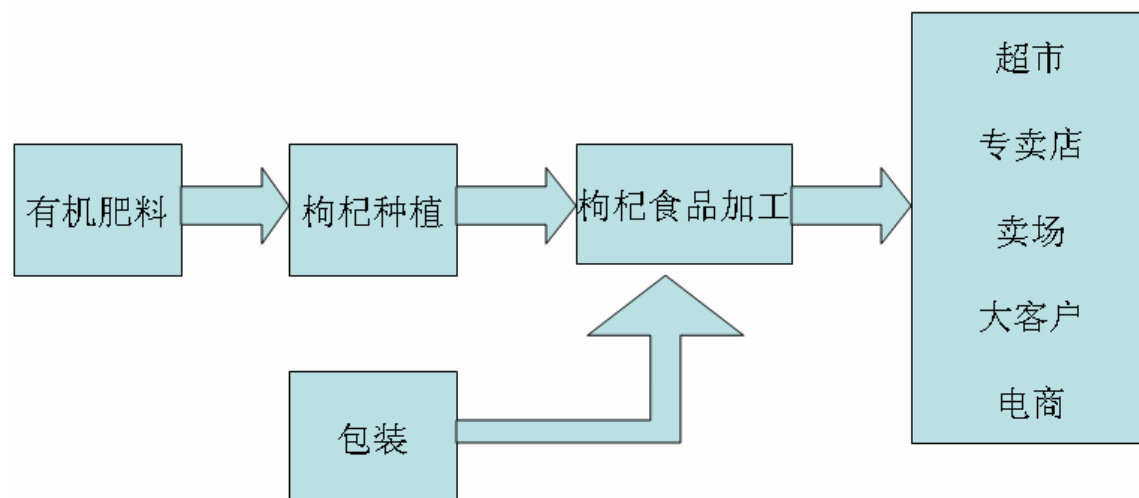 有机肥料
枸杞种植
枸杞食品加工
包装
超市
专卖店
卖场
大客户
电商